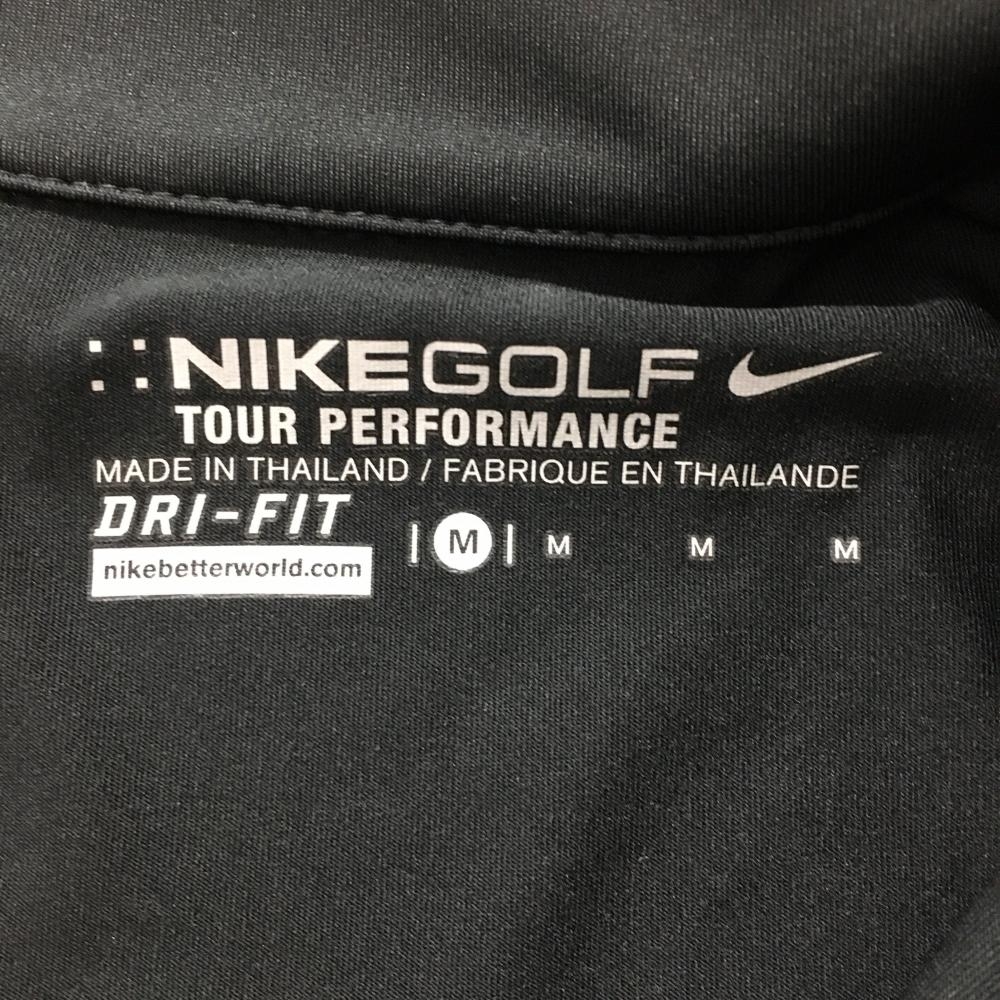 NIKEGOLF
TOUR PERFORMANCE
MADE IN THAILAND / FABRIQUE EN THAILANDE
DRI-FIT
| M | M M M
nikebetterworld.com